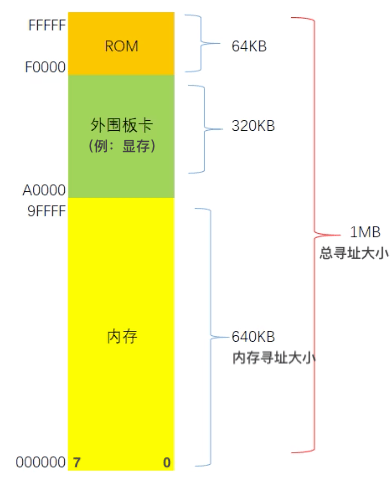 FFFFF
ROM
64KB
F0000
外围板卡
(例：显存)
320KB
A0000
9FFFF
1MB
总寻址大小
内存
640KB
内存寻址大小
000000
7
0